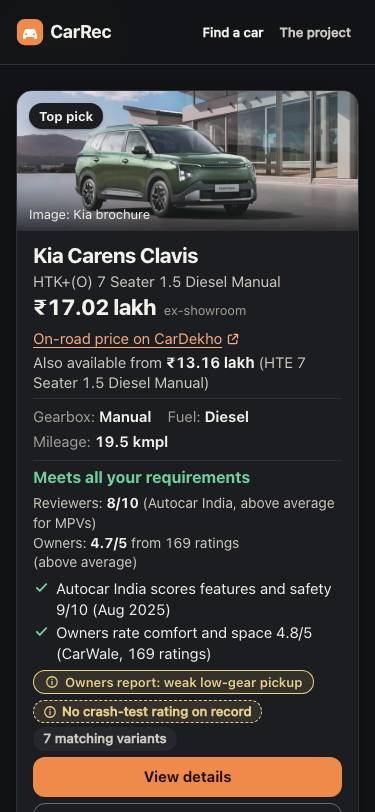 CarRec
Find a car
The project
Top pick
Image: Kia brochure
Kia Carens Clavis
HTK+(O) 7 Seater 1.5 Diesel Manual
₹17.02 lakh ex-showroom
On-road price on CarDekho
Also available from ₹13.16 lakh (HTE 7
Seater 1.5 Diesel Manual)
Gearbox: Manual Fuel: Diesel
Mileage: 19.5 kmpl
Meets all your requirements
Reviewers: 8/10 (Autocar India, above average
for MPVs)
Owners: 4.7/5 from 169 ratings
(above average)
Autocar India scores features and safety
9/10 (Aug 2025)
Owners rate comfort and space 4.8/5
(CarWale, 169 ratings)
Owners report: weak low-gear pickup
No crash-test rating on record
7 matching variants
View details